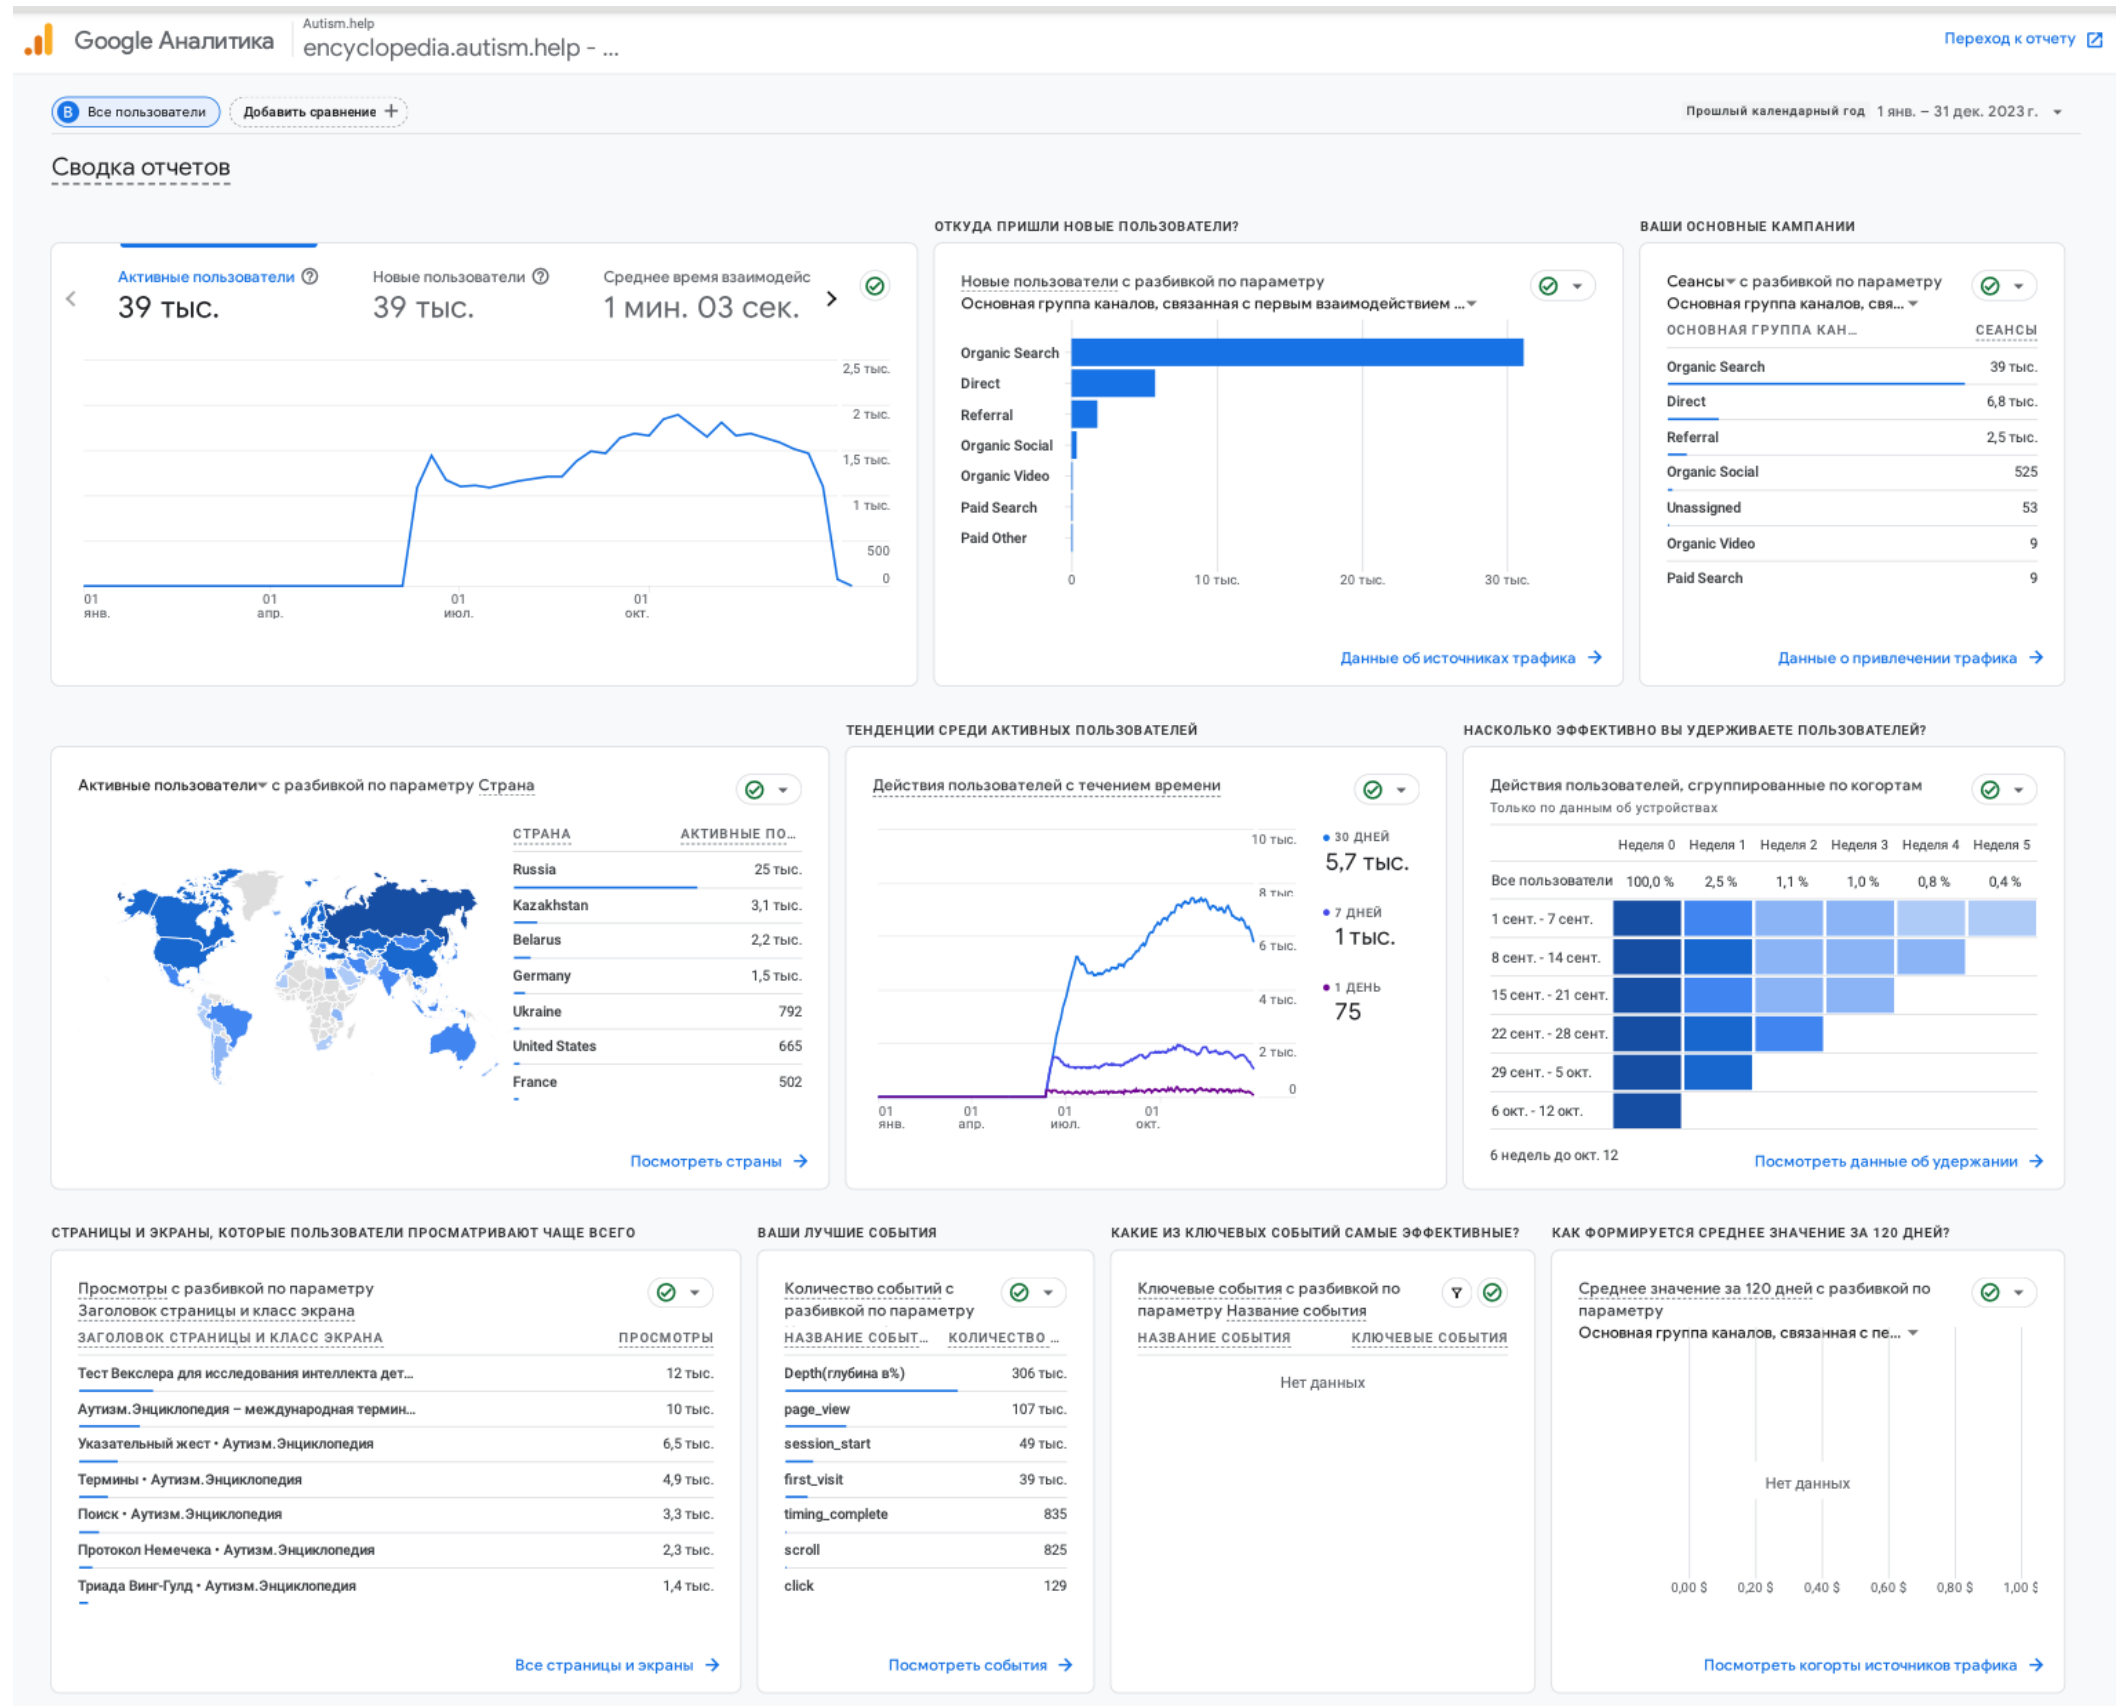 Google Аналитика
Autism.help
encyclopedia.autism.help - ...
Переход к отчету
B Все пользователи
Добавить сравнение +
Прошлый календарный год 1 янв. – 31 дек. 2023 г.
Сводка отчетов
Активные пользователи
39 тыс.
Новые пользователи
39 тыс.
Среднее время взаимодейс
1 мин. 03 сек.
2,5 тыс.
2 тыс.
1,5 тыс.
1 тыс.
500
0
01 янв.
01 апр.
01 июл.
01 окт.
ОТКУДА ПРИШЛИ НОВЫЕ ПОЛЬЗОВАТЕЛИ?
Новые пользователи с разбивкой по параметру
Основная группа каналов, связанная с первым взаимодействием ...
Organic Search
Direct
Referral
Organic Social
Organic Video
Paid Search
Paid Other
0 10 тыс. 20 тыс. 30 тыс.
Данные об источниках трафика →
ВАШИ ОСНОВНЫЕ КАМПАНИИ
Сеансы с разбивкой по параметру
Основная группа каналов, свя...
ОСНОВНАЯ ГРУППА КАН... СЕАНСЫ
Organic Search 39 тыс.
Direct 6,8 тыс.
Referral 2,5 тыс.
Organic Social 525
Unassigned 53
Organic Video 9
Paid Search 9
Данные о привлечении трафика →
Активные пользователи с разбивкой по параметру Страна
СТРАНА АКТИВНЫЕ ПО...
Russia 25 тыс.
Kazakhstan 3,1 тыс.
Belarus 2,2 тыс.
Germany 1,5 тыс.
Ukraine 792
United States 665
France 502
Посмотреть страны →
ТЕНДЕНЦИИ СРЕДИ АКТИВНЫХ ПОЛЬЗОВАТЕЛЕЙ
Действия пользователей с течением времени
10 тыс.
8 тыс.
6 тыс.
4 тыс.
2 тыс.
0
01 янв.
01 апр.
01 июл.
01 окт.
30 ДНЕЙ
5,7 тыс.
7 ДНЕЙ
1 тыс.
1 ДЕНЬ
75
НАСКОЛЬКО ЭФФЕКТИВНО ВЫ УДЕРЖИВАЕТЕ ПОЛЬЗОВАТЕЛЕЙ?
Действия пользователей, сгруппированные по когортам
Только по данным об устройствах
Неделя 0 Неделя 1 Неделя 2 Неделя 3 Неделя 4 Неделя 5
Все пользователи 100,0 % 2,5 % 1,1 % 1,0 % 0,8 % 0,4 %
1 сент. - 7 сент.
8 сент. - 14 сент.
15 сент. - 21 сент.
22 сент. - 28 сент.
29 сент. - 5 окт.
6 окт. - 12 окт.
6 недель до окт. 12
Посмотреть данные об удержании →
СТРАНИЦЫ И ЭКРАНЫ, КОТОРЫЕ ПОЛЬЗОВАТЕЛИ ПРОСМАТРИВАЮТ ЧАЩЕ ВСЕГО
Просмотры с разбивкой по параметру
Заголовок страницы и класс экрана
ЗАГОЛОВОК СТРАНИЦЫ И КЛАСС ЭКРАНА ПРОСМОТРЫ
Тест Векслера для исследования интеллекта дет... 12 тыс.
Аутизм.Энциклопедия – международная термин... 10 тыс.
Указательный жест • Аутизм.Энциклопедия 6,5 тыс.
Термины • Аутизм.Энциклопедия 4,9 тыс.
Поиск • Аутизм.Энциклопедия 3,3 тыс.
Протокол Немечека • Аутизм.Энциклопедия 2,3 тыс.
Триада Винг-Гулд • Аутизм.Энциклопедия 1,4 тыс.
Все страницы и экраны →
ВАШИ ЛУЧШИЕ СОБЫТИЯ
Количество событий с
разбивкой по параметру
НАЗВАНИЕ СОБЫТ... КОЛИЧЕСТВО ...
Depth(глубина в%) 306 тыс.
page_view 107 тыс.
session_start 49 тыс.
first_visit 39 тыс.
timing_complete 835
scroll 825
click 129
Посмотреть события →
КАКИЕ ИЗ КЛЮЧЕВЫХ СОБЫТИЙ САМЫЕ ЭФФЕКТИВНЫЕ?
Ключевые события с разбивкой по
параметру Название события
НАЗВАНИЕ СОБЫТИЯ КЛЮЧЕВЫЕ СОБЫТИЯ
Нет данных
КАК ФОРМИРУЕТСЯ СРЕДНЕЕ ЗНАЧЕНИЕ ЗА 120 ДНЕЙ?
Среднее значение за 120 дней с разбивкой по
параметру
Основная группа каналов, связанная с пе...
Нет данных
0,00 $ 0,20 $ 0,40 $ 0,60 $ 0,80 $ 1,00 $
Посмотреть когорты источников трафика →